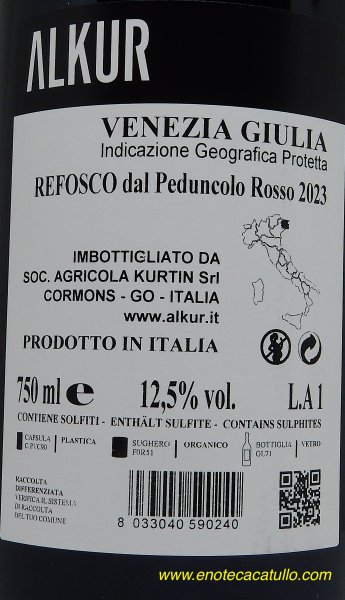 ALKUR
VENEZIA GIULIA
Indicazione Geografica Protetta
REFOSCO dal Peduncolo Rosso 2023
IMBOTTIGLIATO DA
SOC. AGRICOLA KURTIN Srl
CORMONS - GO - ITALIA
www.alkur.it
PRODOTTO IN ITALIA
750 ml e 12,5% vol. L.A 1
CONTIENE SOLFITI - ENTHÄLT SULFITE - CONTAINS SULPHITES
CAPSULA PLASTICA SUGHERO ORGANICO BOTTIGLIA VETRO
C/PVC90 FOR51 GL71
RACCOLTA
DIFFERENZIATA
VERIFICA IL SISTEMA
DI RACCOLTA
DEL TUO COMUNE
8 033040 590240
www.enotecacatullo.com